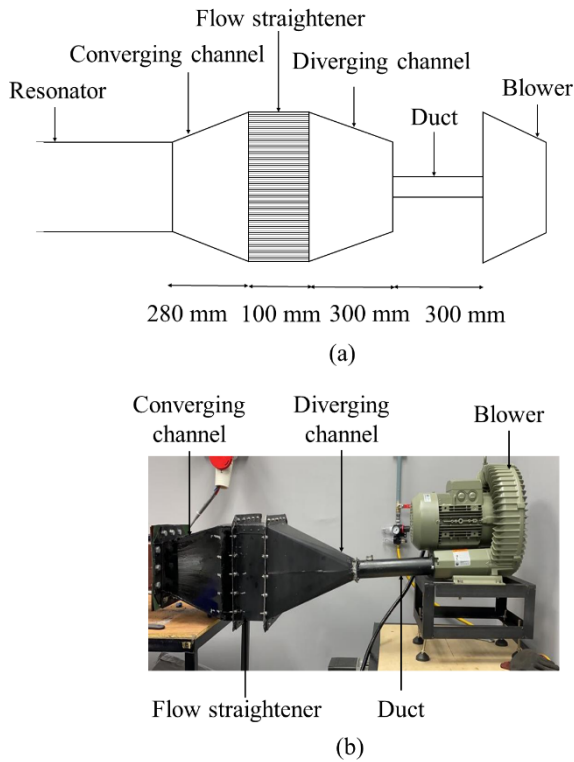 Flow straightener
Converging channel
Diverging channel
Resonator
Blower
Duct
280 mm 100 mm 300 mm 300 mm
(a)
Converging
channel
Diverging
channel
Blower
Flow straightener
Duct
(b)